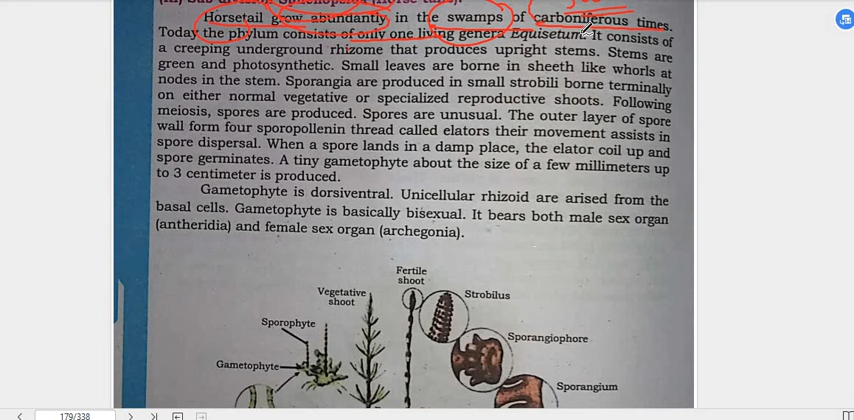 Horsetail grow abundantly in the swamps of carboniferous times.
Today the phylum consists of only one living genera Equisetum. It consists of
a creeping underground rhizome that produces upright stems. Stems are
green and photosynthetic. Small leaves are borne in sheeth like whorls at
nodes in the stem. Sporangia are produced in small strobili borne terminally
on either normal vegetative or specialized reproductive shoots. Following
meiosis, spores are produced. Spores are unusual. The outer layer of spore
wall form four sporopollenin thread called elators their movement assists in
spore dispersal. When a spore lands in a damp place, the elator coil up and
spore germinates. A tiny gametophyte about the size of a few millimeters up
to 3 centimeter is produced.
Gametophyte is dorsiventral. Unicellular rhizoid are arised from the
basal cells. Gametophyte is basically bisexual. It bears both male sex organ
(antheridia) and female sex organ (archegonia).
Fertile
shoot
Vegetative
shoot
Strobilus
Sporophyte
Sporangiophore
Gametophyte
Sporangium
179/338